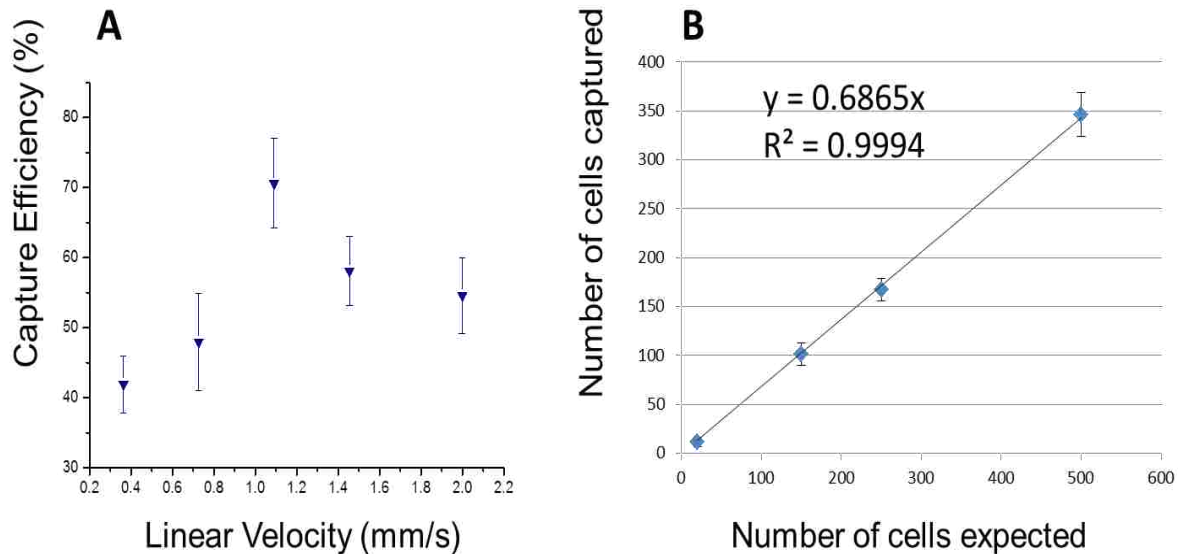 A
Capture Efficiency (%)
80
70
60
50
40
30
0.2 0.4 0.6 0.8 1.0 1.2 1.4 1.6 1.8 2.0 2.2
Linear Velocity (mm/s)
B
Number of cells captured
y = 0.6865x
R² = 0.9994
400
350
300
250
200
150
100
50
0
0 100 200 300 400 500 600
Number of cells expected